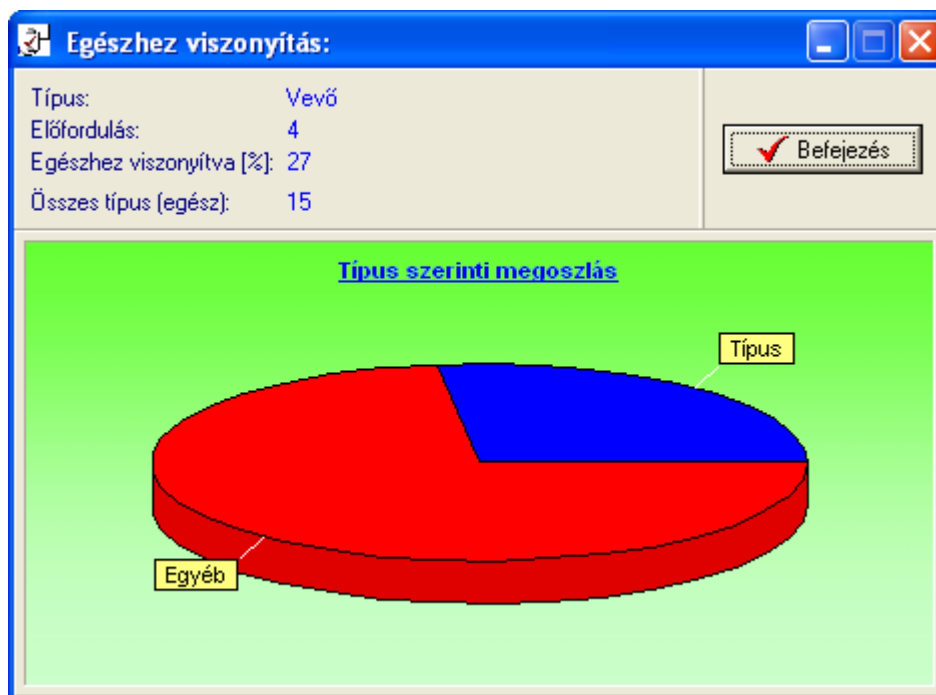 Egészhez viszonyítás:
Típus: Vevő
Előfordulás: 4
Egészhez viszonyítva [%]: 27
Összes típus (egész): 15
Befejezés
Típus szerinti megoszlás
Típus
Egyéb